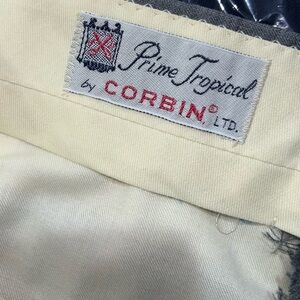 Prime Tropical
by CORBIN,® LTD.